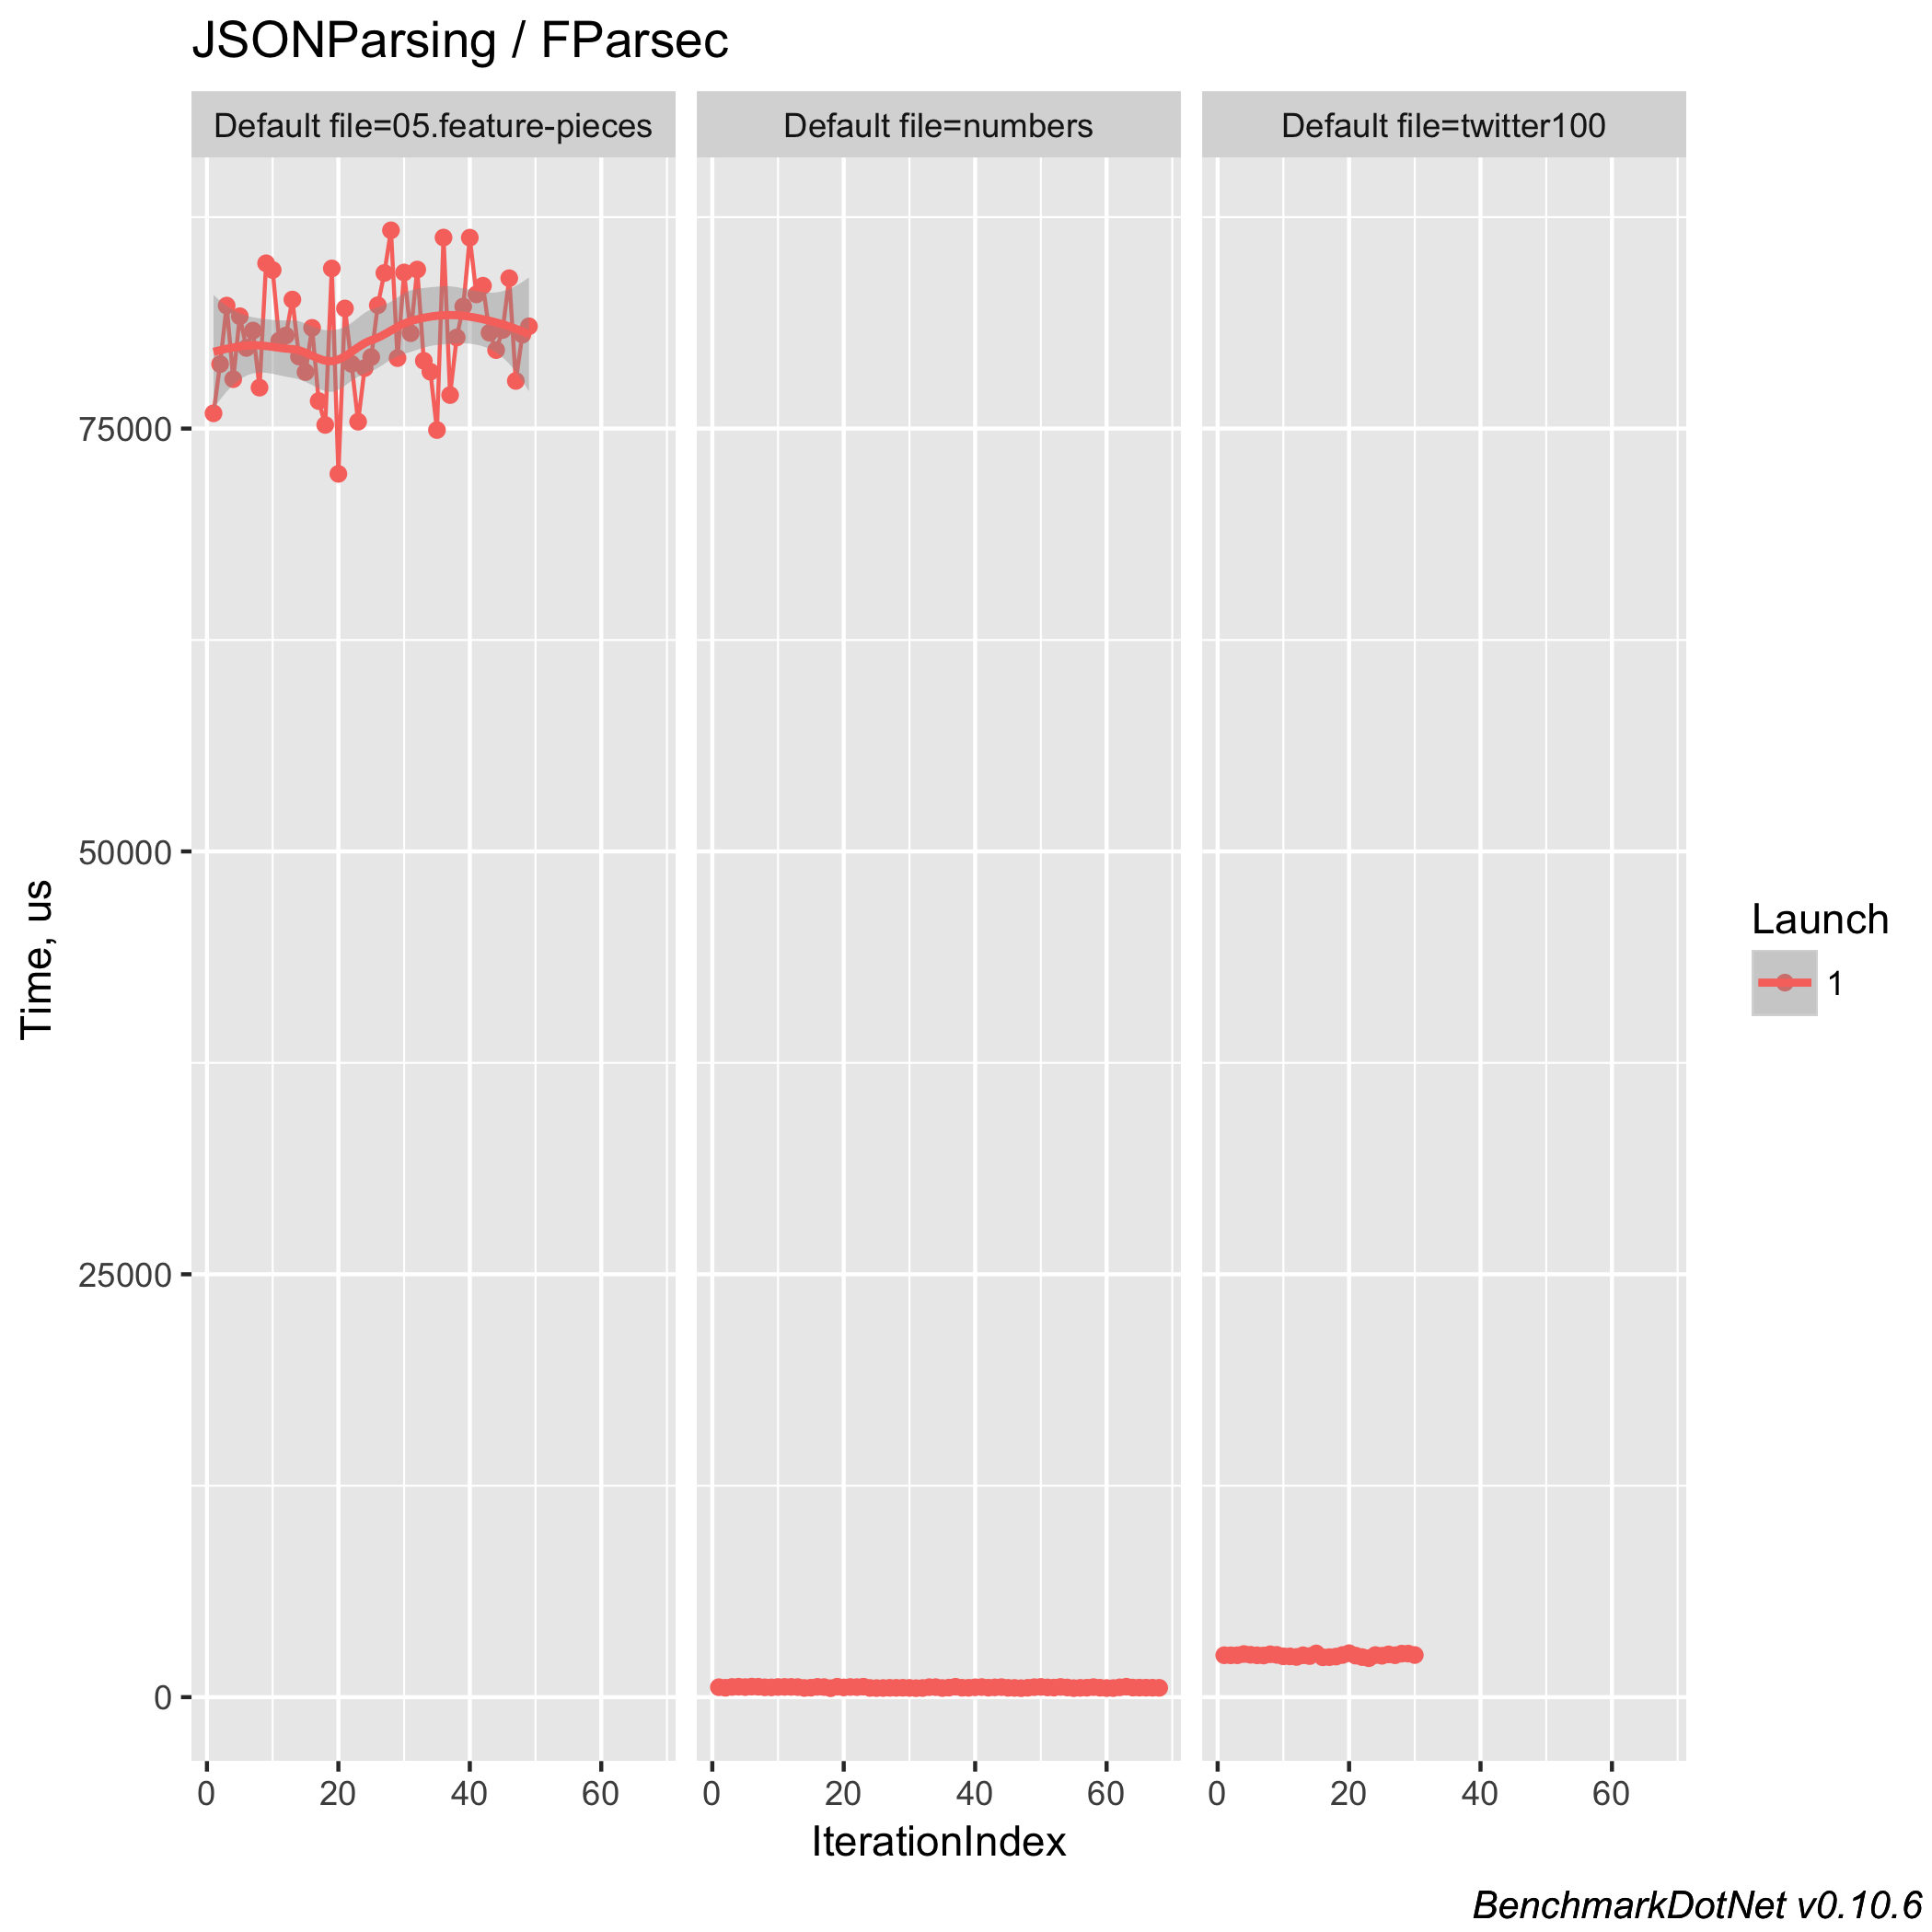 JSONParsing / FParsec
Default file=05.feature-pieces
Default file=numbers
Default file=twitter100
Time, us
75000
50000
25000
0
0 20 40 60
0 20 40 60
0 20 40 60
IterationIndex
Launch
1
BenchmarkDotNet v0.10.6